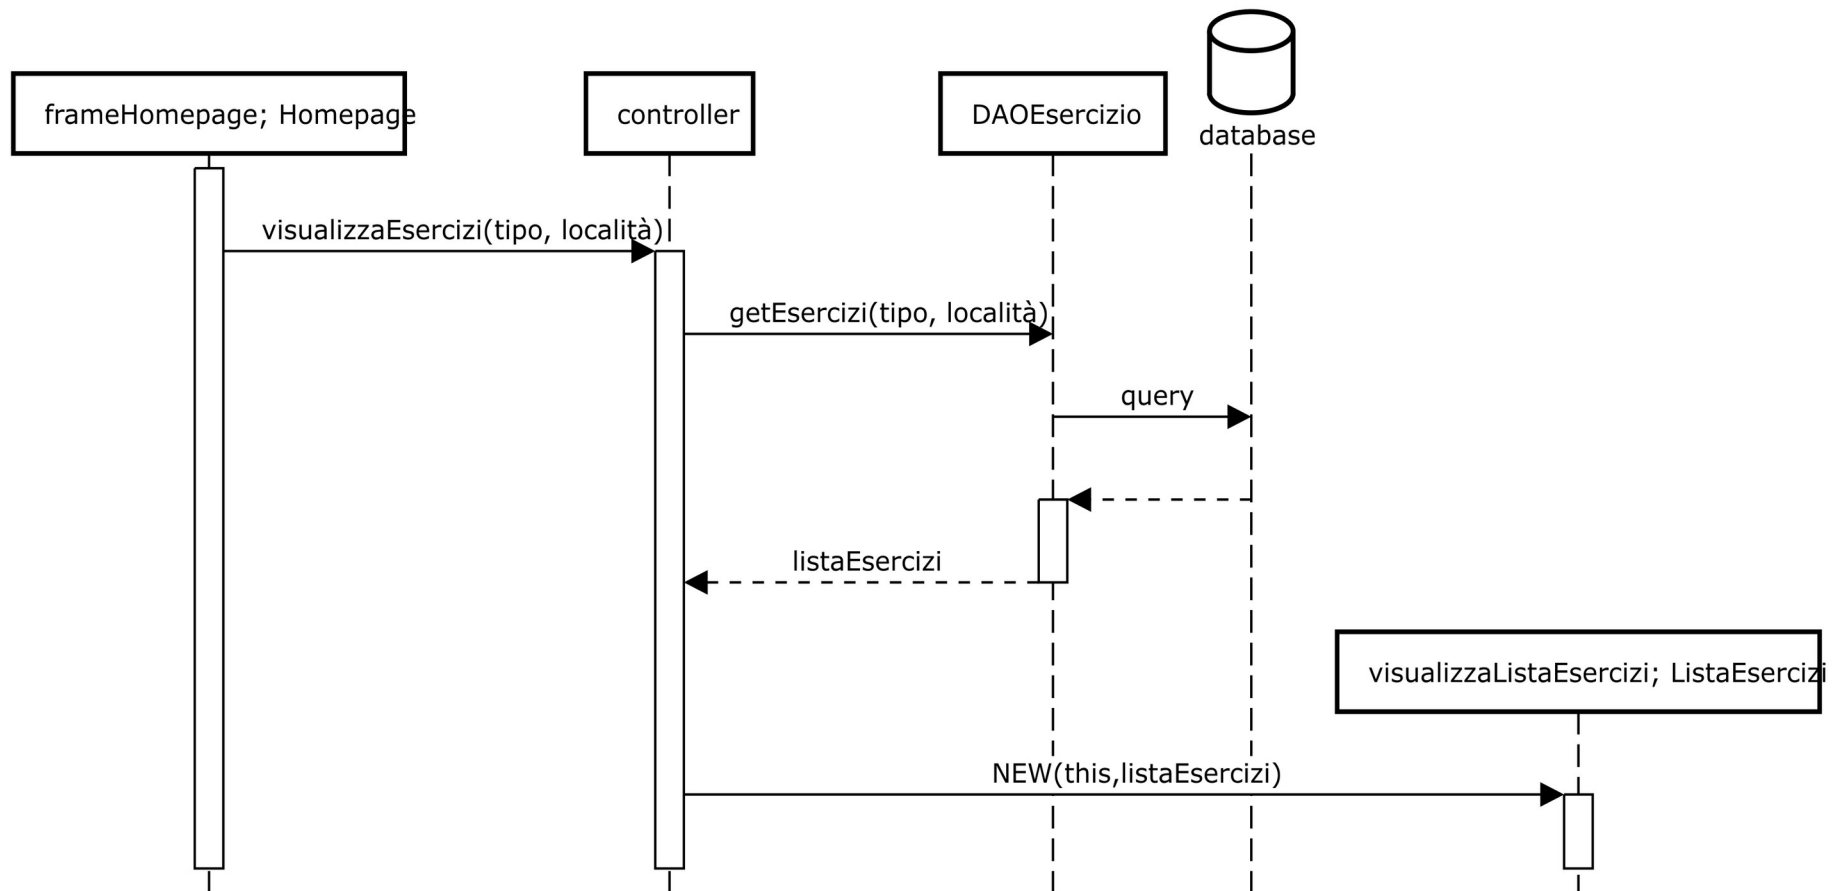 frameHomepage; Homepage
controller
DAOEsercizio
database
visualizzaEsercizi(tipo, località)
getEsercizi(tipo, località)
query
listaEsercizi
visualizzaListaEsercizi; ListaEsercizi
NEW(this,listaEsercizi)